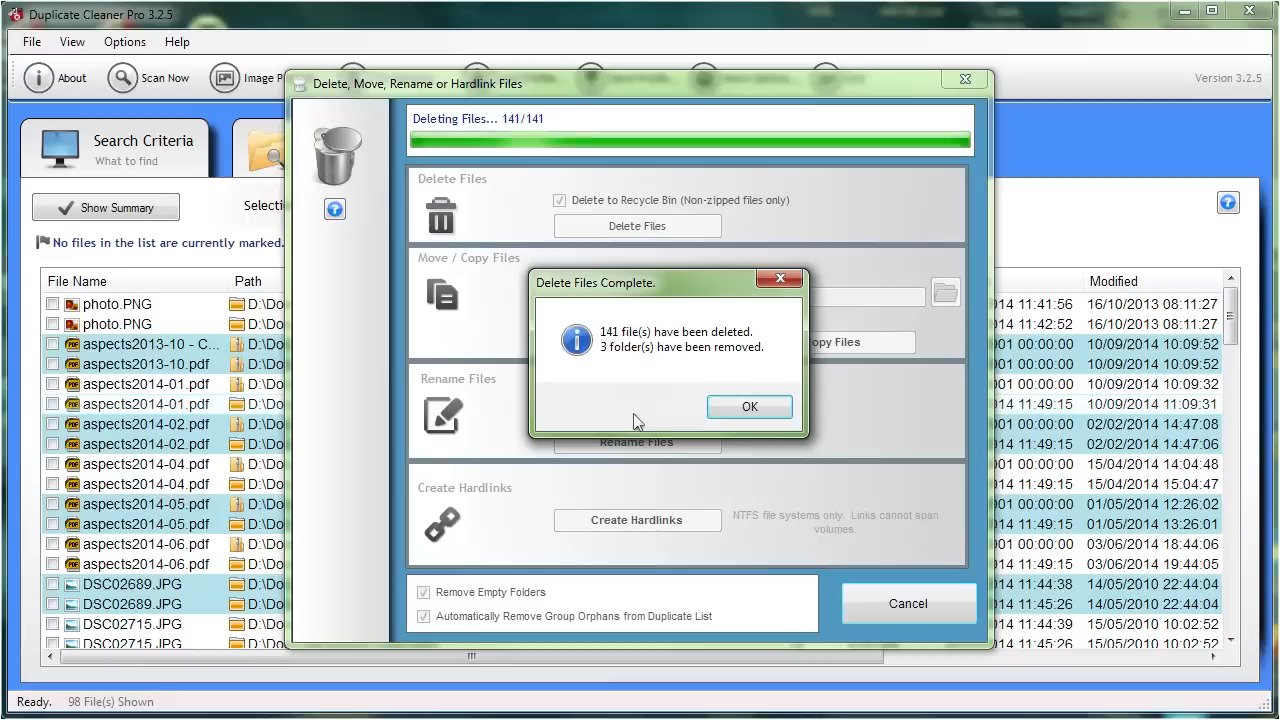 Duplicate Cleaner Pro 3.2.5
File View Options Help
About Scan Now Image P
Version 3.2.5
Delete, Move, Rename or Hardlink Files
Deleting Files... 141/141
Search Criteria
What to find
Delete Files
Delete to Recycle Bin (Non-zipped files only)
Delete Files
Show Summary
Selecti
No files in the list are currently marked.
Move / Copy Files
opy Files
Delete Files Complete.
141 file(s) have been deleted.
3 folder(s) have been removed.
OK
Rename Files
Rename Files
Create Hardlinks
Create Hardlinks
NTFS file systems only. Links cannot span
volumes.
Remove Empty Folders
Automatically Remove Group Orphans from Duplicate List
Cancel
File Name Path Modified
photo.PNG D:\Do 014 11:41:56 16/10/2013 08:11:27
photo.PNG D:\Do 014 11:42:52 16/10/2013 08:11:27
aspects2013-10 - C... D:\Do 001 00:00:00 10/09/2014 10:09:52
aspects2013-10.pdf D:\Do 001 00:00:00 10/09/2014 10:09:52
aspects2014-01.pdf D:\Do 001 00:00:00 10/09/2014 10:09:32
aspects2014-01.pdf D:\Do 014 11:49:15 10/09/2014 11:09:31
aspects2014-02.pdf D:\Do 001 00:00:00 02/02/2014 14:47:08
aspects2014-02.pdf D:\Do 014 11:49:15 02/02/2014 14:47:06
aspects2014-04.pdf D:\Do 001 00:00:00 15/04/2014 14:04:48
aspects2014-04.pdf D:\Do 014 11:49:15 15/04/2014 15:04:47
aspects2014-05.pdf D:\Do 001 00:00:00 01/05/2014 12:26:02
aspects2014-05.pdf D:\Do 014 11:49:15 01/05/2014 13:26:01
aspects2014-06.pdf D:\Do 001 00:00:00 03/06/2014 18:44:06
aspects2014-06.pdf D:\Do 014 11:49:15 03/06/2014 19:44:05
DSC02689.JPG D:\Do 014 11:44:38 14/05/2010 22:44:04
DSC02689.JPG D:\Do 014 11:45:26 14/05/2010 22:44:04
DSC02715.JPG D:\Do 014 11:44:39 15/05/2010 10:02:52
DSC02715.JPG D:\Do 014 11:45:27 15/05/2010 10:02:52
Ready. 98 File(s) Shown